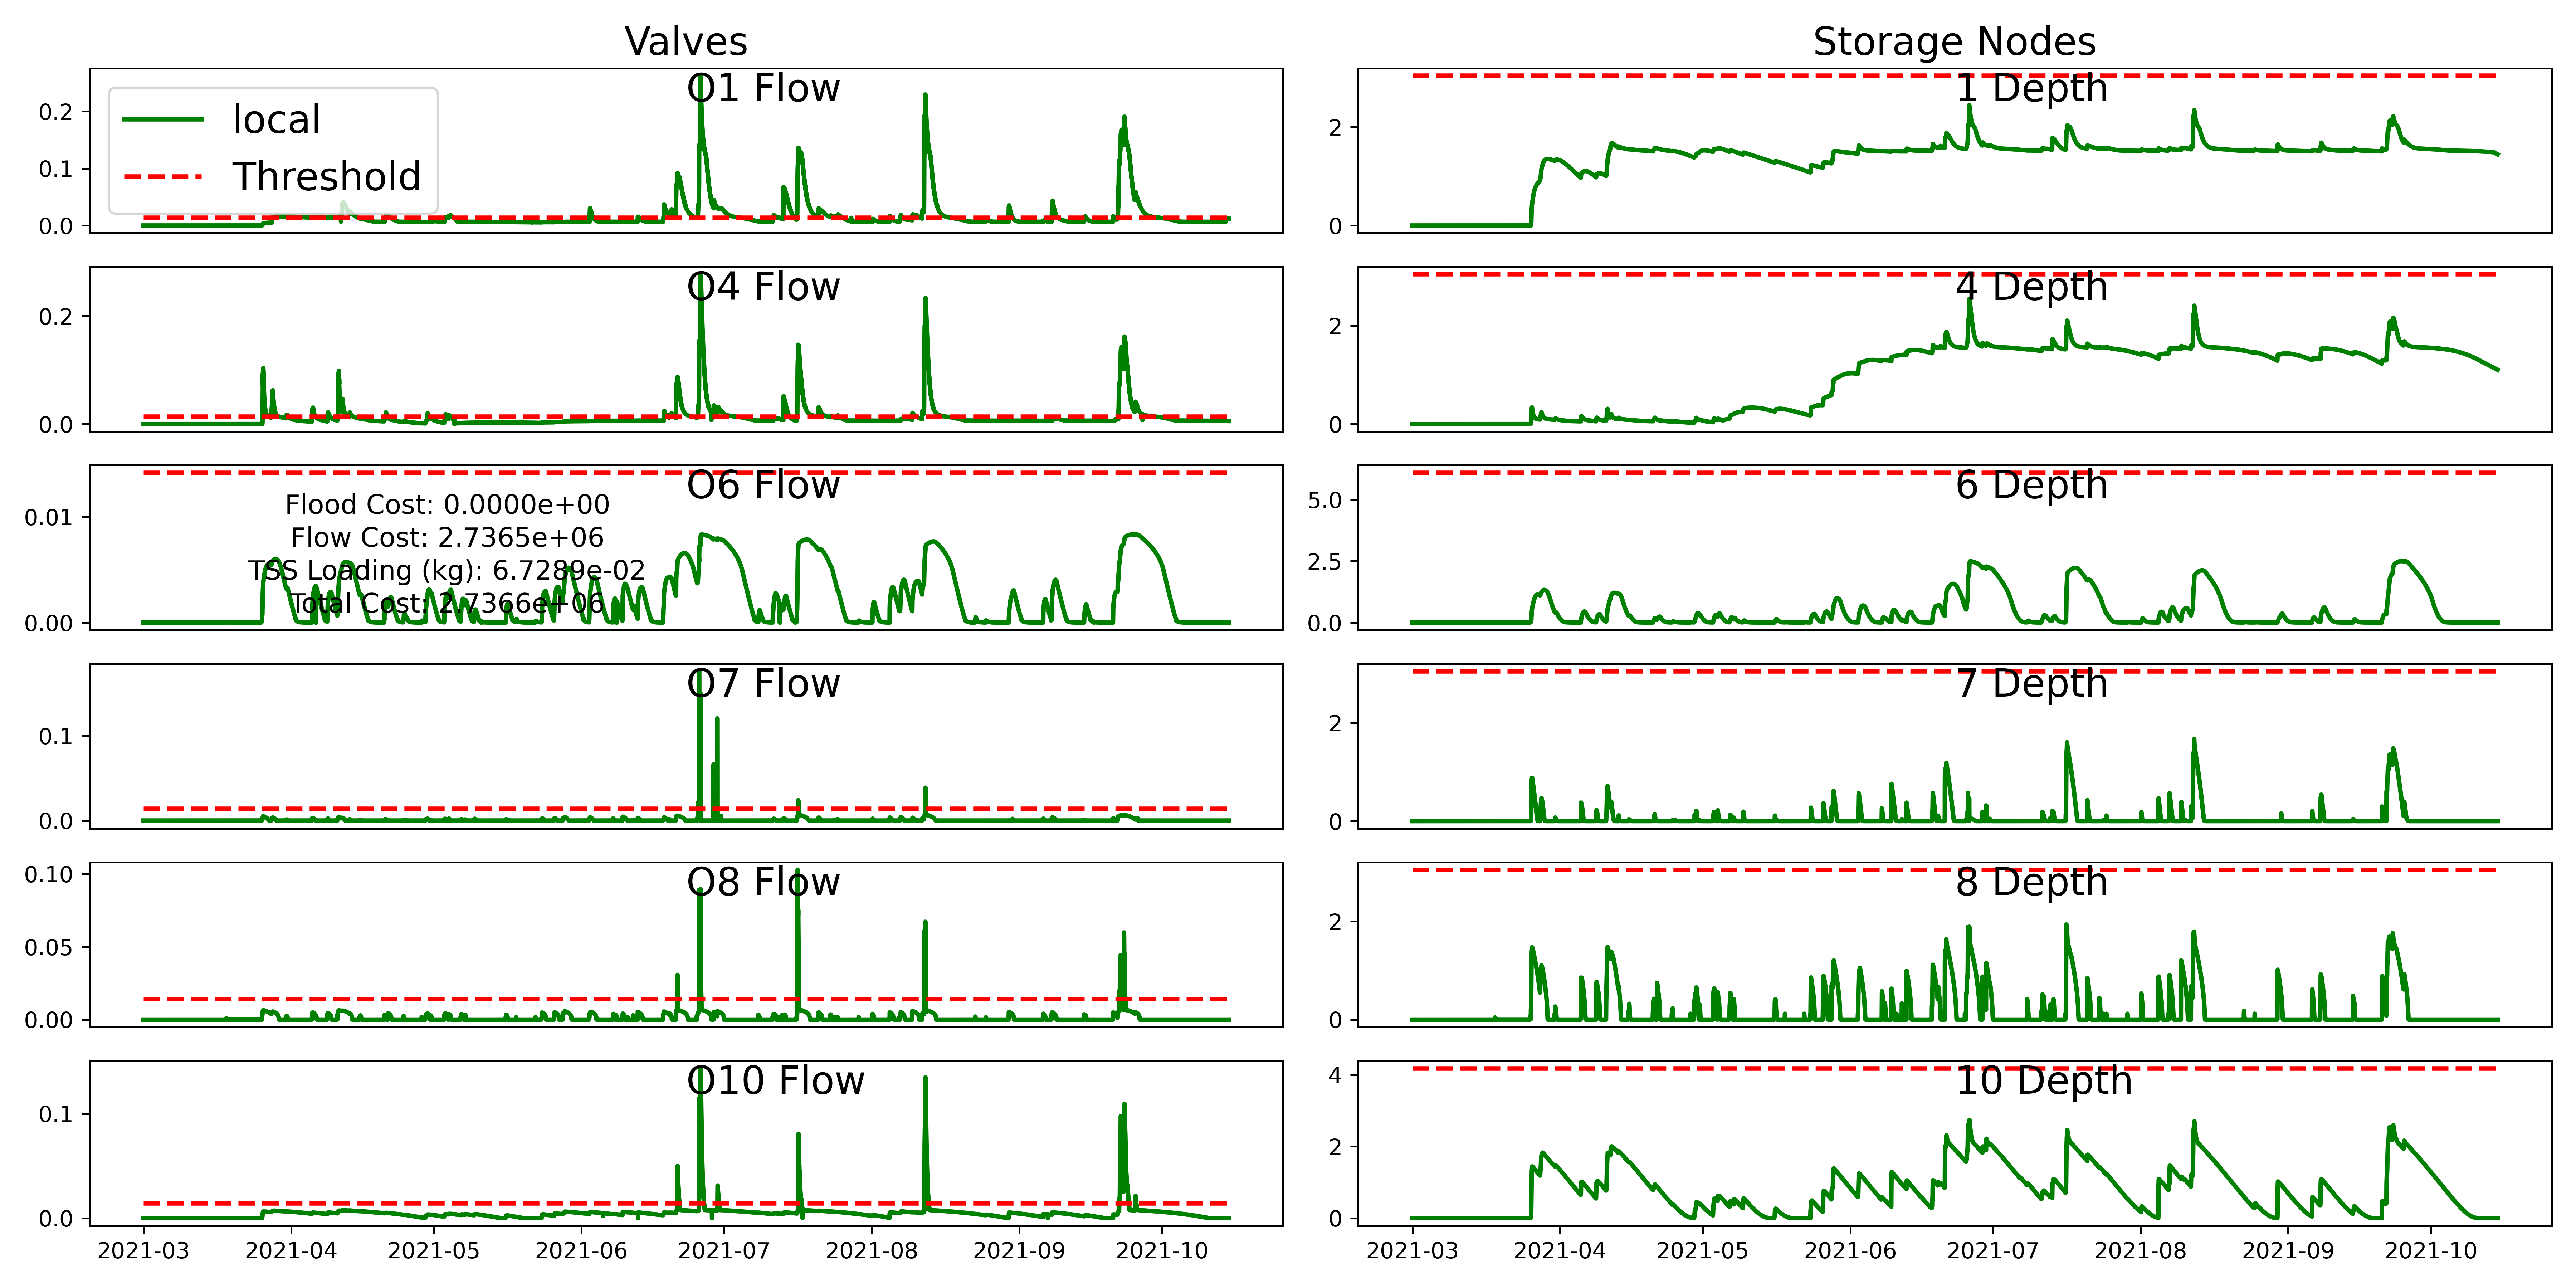 Valves
Storage Nodes
O1 Flow
local
Threshold
0.2
0.1
0.0
1 Depth
2
0
O4 Flow
0.2
0.0
4 Depth
2
0
O6 Flow
0.01
0.00
Flood Cost: 0.0000e+00
Flow Cost: 2.7365e+06
TSS Loading (kg): 6.7289e-02
Total Cost: 2.7366e+06
6 Depth
5.0
2.5
0.0
O7 Flow
0.1
0.0
7 Depth
2
0
O8 Flow
0.10
0.05
0.00
8 Depth
2
0
O10 Flow
0.1
0.0
10 Depth
4
2
0
2021-03 2021-04 2021-05 2021-06 2021-07 2021-08 2021-09 2021-10
2021-03 2021-04 2021-05 2021-06 2021-07 2021-08 2021-09 2021-10